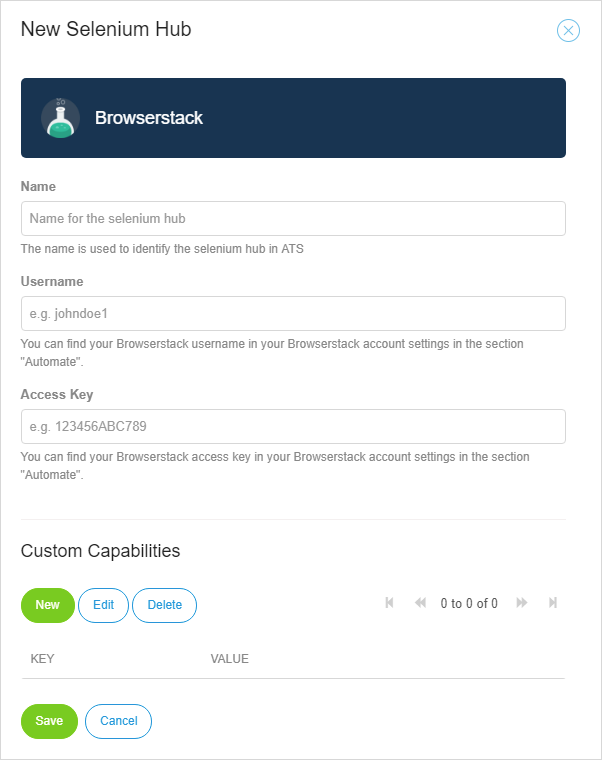 New Selenium Hub
Browserstack
Name
Name for the selenium hub
The name is used to identify the selenium hub in ATS
Username
e.g. johndoe1
You can find your Browserstack username in your Browserstack account settings in the section
"Automate".
Access Key
e.g. 123456ABC789
You can find your Browserstack access key in your Browserstack account settings in the section
"Automate".
Custom Capabilities
New Edit Delete 0 to 0 of 0
KEY VALUE
Save Cancel